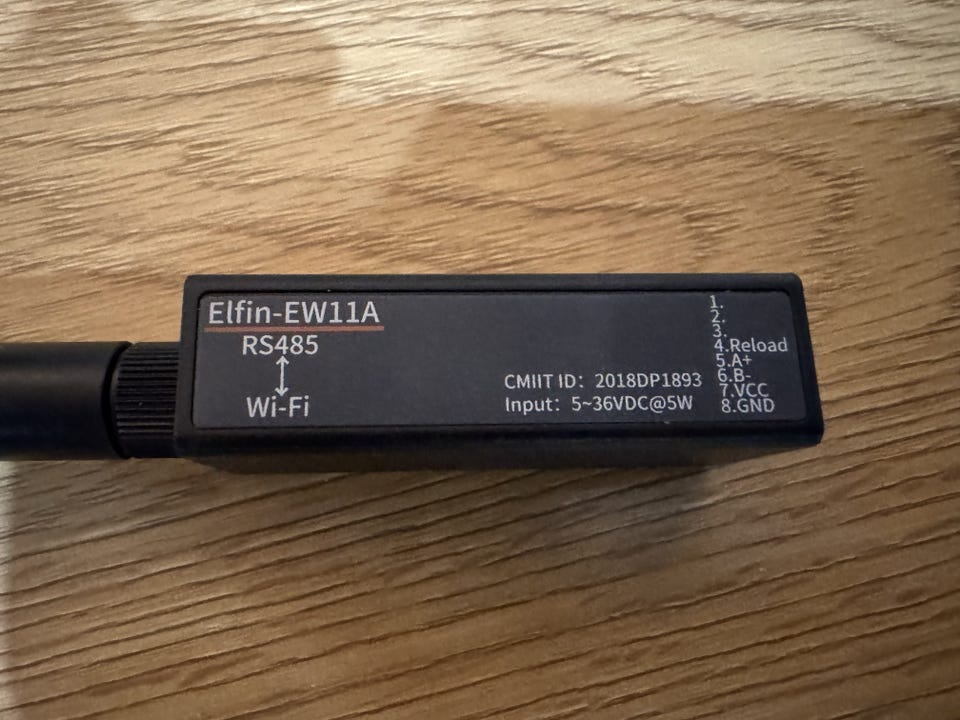 Elfin-EW11A
RS485
Wi-Fi
CMIIT ID: 2018DP1893
Input: 5~36VDC@5W
1.
2.
3.
4.Reload
5.A+
6.B-
7.VCC
8.GND